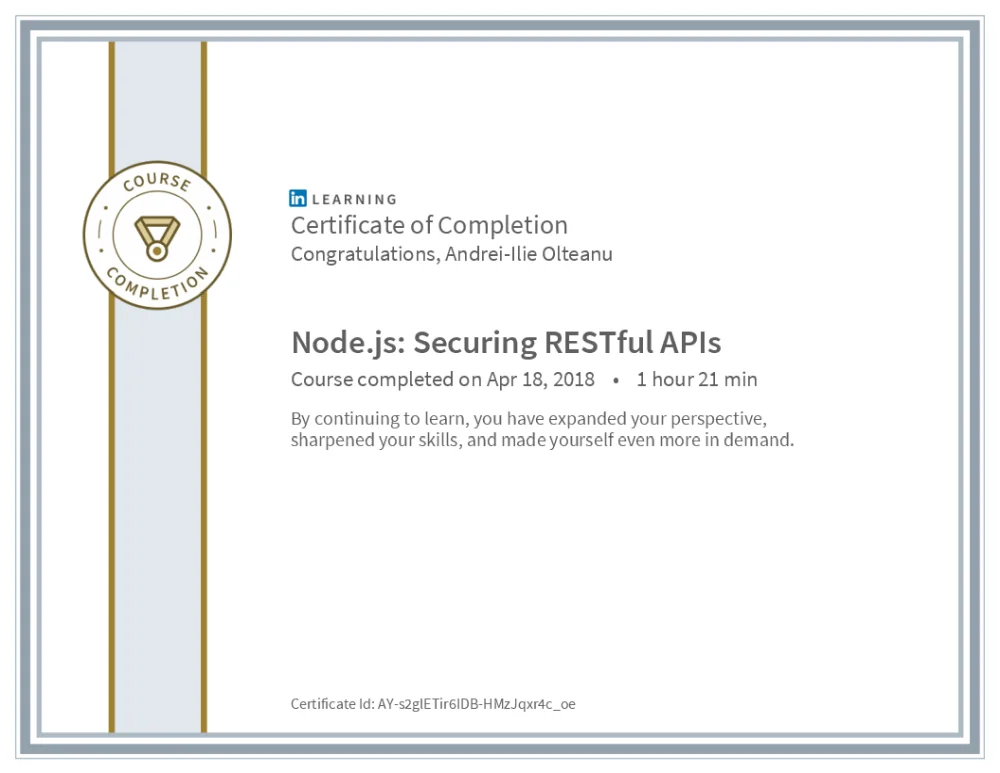 COURSE
COMPLETION
in LEARNING
Certificate of Completion
Congratulations, Andrei-Ilie Olteanu
Node.js: Securing RESTful APIs
Course completed on Apr 18, 2018 • 1 hour 21 min
By continuing to learn, you have expanded your perspective,
sharpened your skills, and made yourself even more in demand.
Certificate Id: AY-s2glETir6IDB-HMzJqxr4c_oe